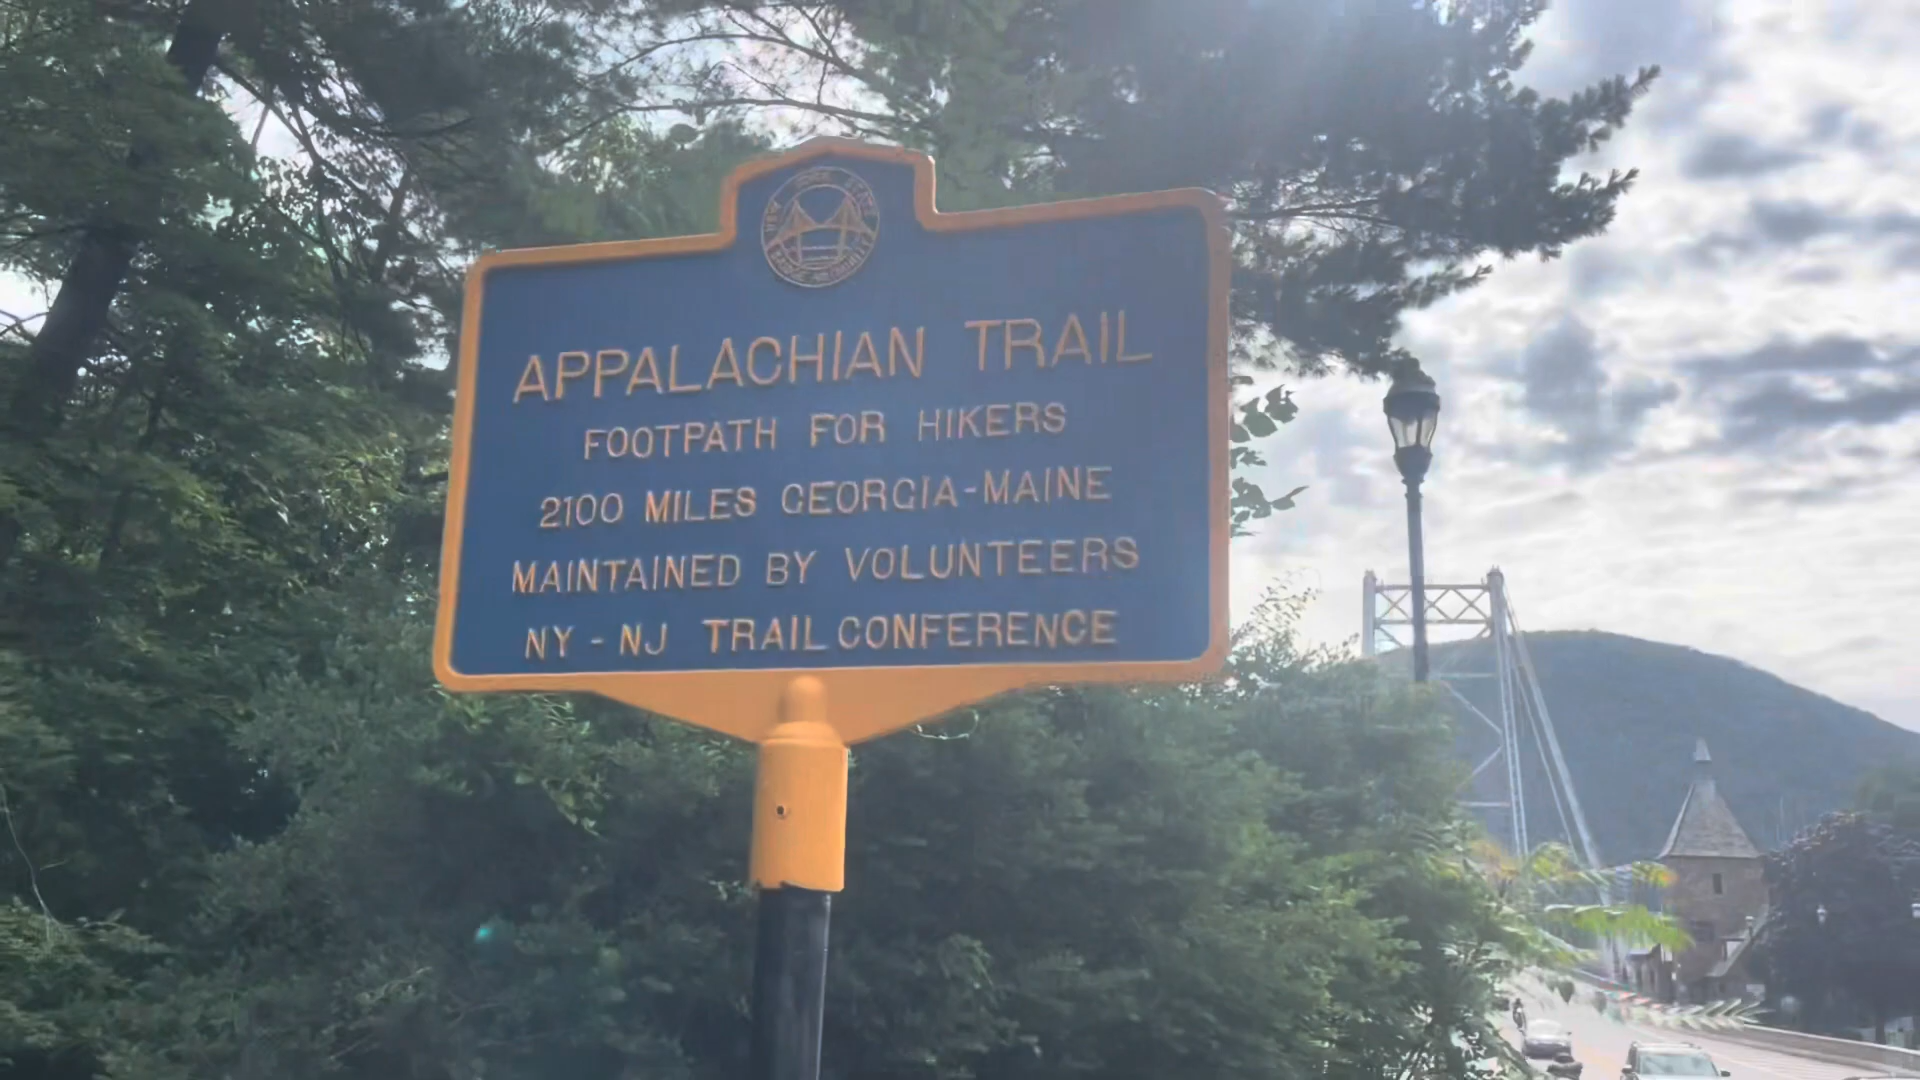 APPALACHIAN TRAIL
FOOTPATH FOR HIKERS
2100 MILES GEORGIA-MAINE
MAINTAINED BY VOLUNTEERS
NY - NJ TRAIL CONFERENCE